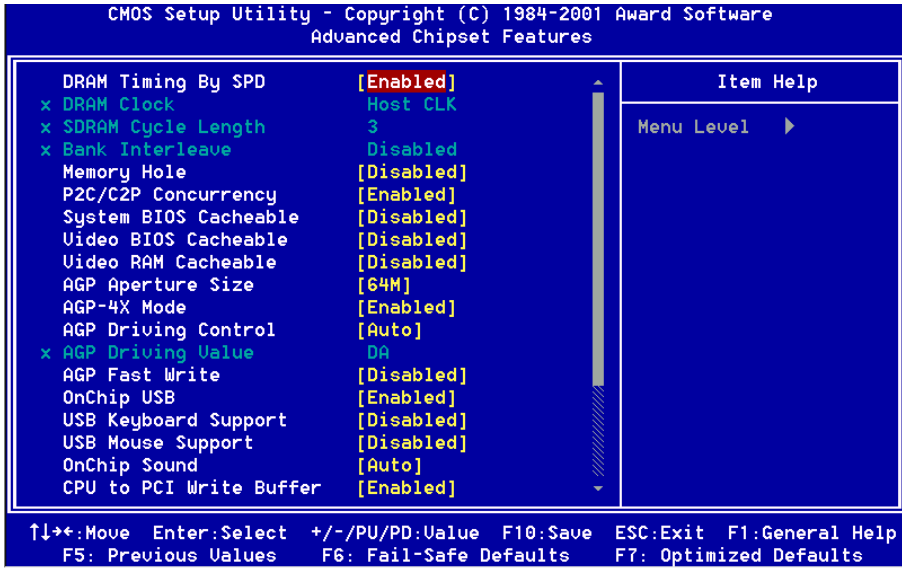 CMOS Setup Utility - Copyright (C) 1984-2001 Award Software
Advanced Chipset Features
DRAM Timing By SPD [Enabled]
x DRAM Clock Host CLK
x SDRAM Cycle Length 3
x Bank Interleave Disabled
Memory Hole [Disabled]
P2C/C2P Concurrency [Enabled]
System BIOS Cacheable [Disabled]
Video BIOS Cacheable [Disabled]
Video RAM Cacheable [Disabled]
AGP Aperture Size [64M]
AGP-4X Mode [Enabled]
AGP Driving Control [Auto]
x AGP Driving Value DA
AGP Fast Write [Disabled]
OnChip USB [Enabled]
USB Keyboard Support [Disabled]
USB Mouse Support [Disabled]
OnChip Sound [Auto]
CPU to PCI Write Buffer [Enabled]
Item Help
Menu Level
↑↓→←:Move Enter:Select +/-/PU/PD:Value F10:Save ESC:Exit F1:General Help
F5: Previous Values F6: Fail-Safe Defaults F7: Optimized Defaults